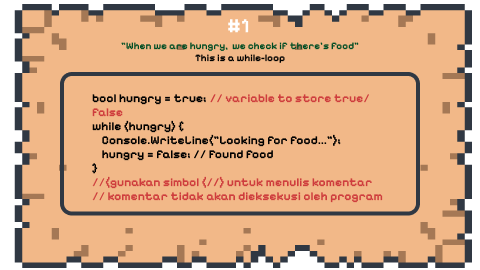 #1
"When we are hungry, we check if there's food"
This is a while-loop
bool hungry = true; // variable to store true/
false
while (hungry) {
Console.WriteLine("Looking for food...");
hungry = false; // Found food
}
//(gunakan simbol (//) untuk menulis komentar
// komentar tidak akan dieksekusi oleh program